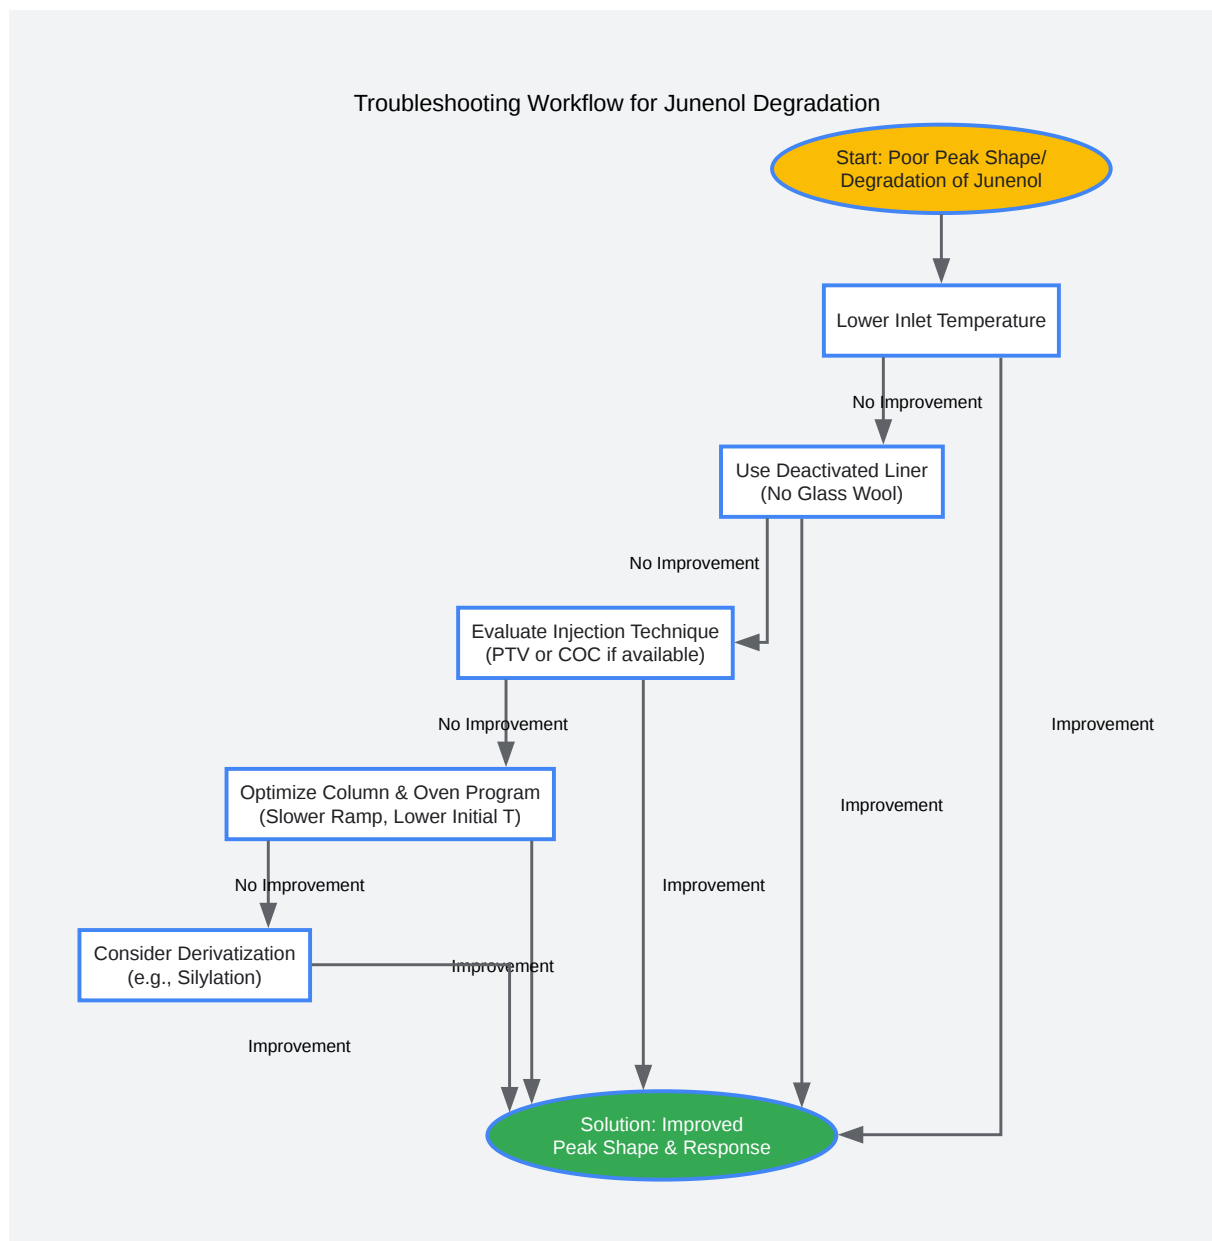 Troubleshooting Workflow for Junenol Degradation
Start: Poor Peak Shape/
Degradation of Junenol
Lower Inlet Temperature
No Improvement
Use Deactivated Liner
(No Glass Wool)
No Improvement
Evaluate Injection Technique
(PTV or COC if available)
No Improvement
Improvement
Optimize Column & Oven Program
(Slower Ramp, Lower Initial T)
Improvement
No Improvement
Improvement
Consider Derivatization
(e.g., Silylation)
Improvement
Improvement
Solution: Improved
Peak Shape & Response